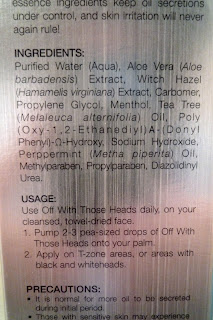 essence ingredients keep oil secretions
under control, and skin irritation will never
again rule!
INGREDIENTS:
Purified Water (Aqua), Aloe Vera (Aloe
barbadensis) Extract, Witch Hazel
(Hamamelis virginiana) Extract, Carbomer,
Propylene Glycol, Menthol, Tea Tree
(Melaleuca alternifolia) Oil, Poly
(Oxy-1,2-Ethanediyl)A-(Donyl
Phenyl)-Ω-Hydroxy, Sodium Hydroxide,
Perppermint (Metha piperita) Oil,
Methylparaben, Propylparaben, Diazolidinyl
Urea.
USAGE:
Use Off With Those Heads daily, on your
cleansed, towel-dried face.
1. Pump 2-3 pea-sized drops of Off With
Those Heads onto your palm.
2. Apply on T-zone areas, or areas with
black and whiteheads.
PRECAUTIONS:
• It is normal for more oil to be secreted
during initial period.
• Those with sensitive skin may experience